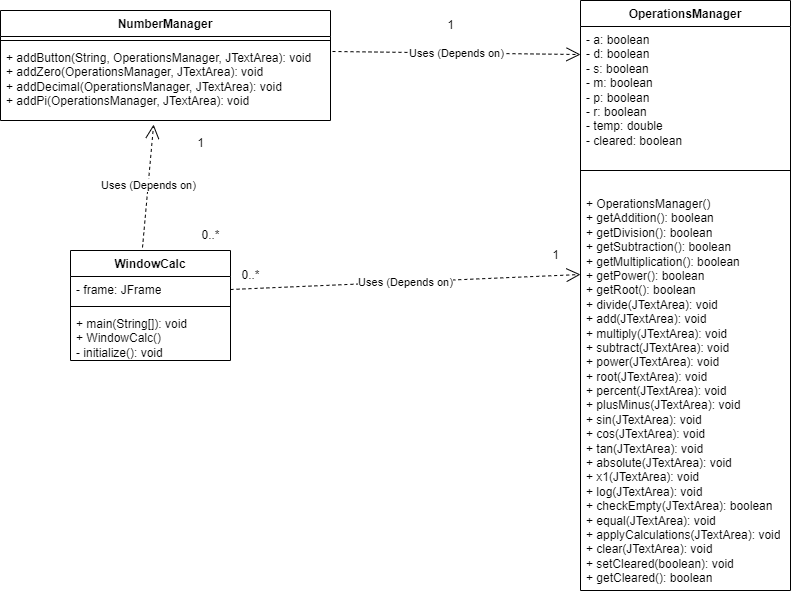 NumberManager
+ addButton(String, OperationsManager, JTextArea): void
+ addZero(OperationsManager, JTextArea): void
+ addDecimal(OperationsManager, JTextArea): void
+ addPi(OperationsManager, JTextArea): void
1
Uses (Depends on)
OperationsManager
- a: boolean
- d: boolean
- s: boolean
- m: boolean
- p: boolean
- r: boolean
- temp: double
- cleared: boolean
+ OperationsManager()
+ getAddition(): boolean
+ getDivision(): boolean
+ getSubtraction(): boolean
+ getMultiplication(): boolean
+ getPower(): boolean
+ getRoot(): boolean
+ divide(JTextArea): void
+ add(JTextArea): void
+ multiply(JTextArea): void
+ subtract(JTextArea): void
+ power(JTextArea): void
+ root(JTextArea): void
+ percent(JTextArea): void
+ plusMinus(JTextArea): void
+ sin(JTextArea): void
+ cos(JTextArea): void
+ tan(JTextArea): void
+ absolute(JTextArea): void
+ x1(JTextArea): void
+ log(JTextArea): void
+ checkEmpty(JTextArea): boolean
+ equal(JTextArea): void
+ applyCalculations(JTextArea): void
+ clear(JTextArea): void
+ setCleared(boolean): void
+ getCleared(): boolean
1
Uses (Depends on)
0..*
WindowCalc
- frame: JFrame
+ main(String[]): void
+ WindowCalc()
- initialize(): void
0..*
Uses (Depends on)
1